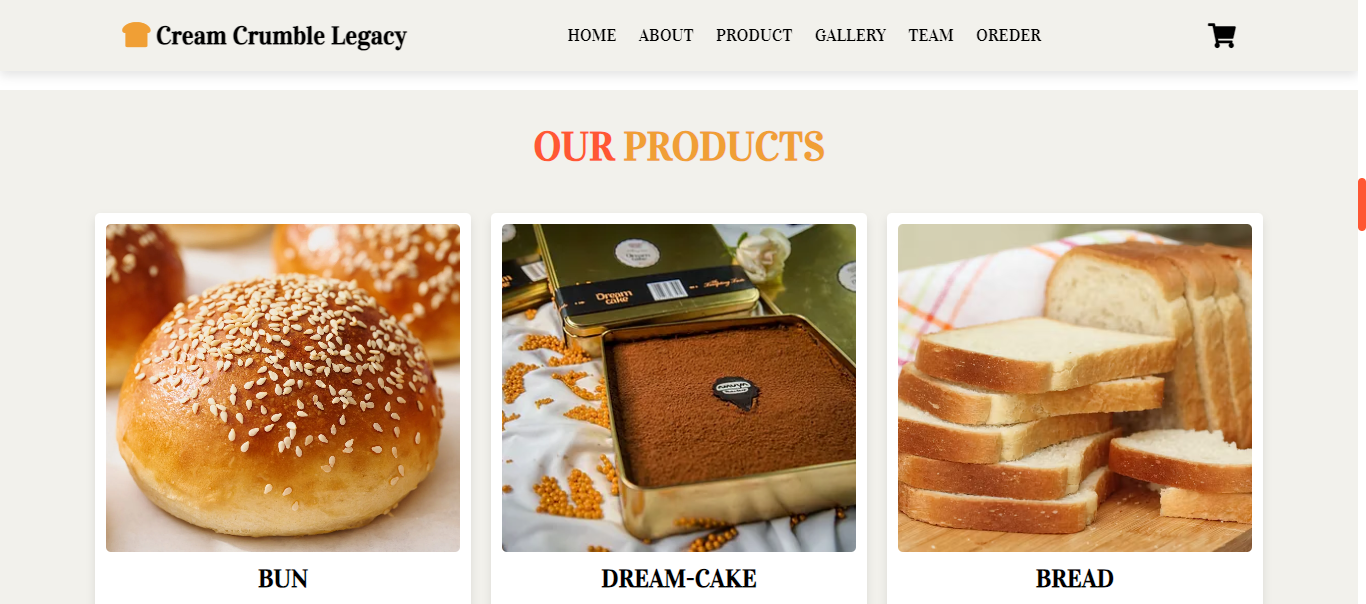 Cream Crumble Legacy
HOME ABOUT PRODUCT GALLERY TEAM OREDER
OUR PRODUCTS
Dream
cake
BUN
DREAM-CAKE
BREAD